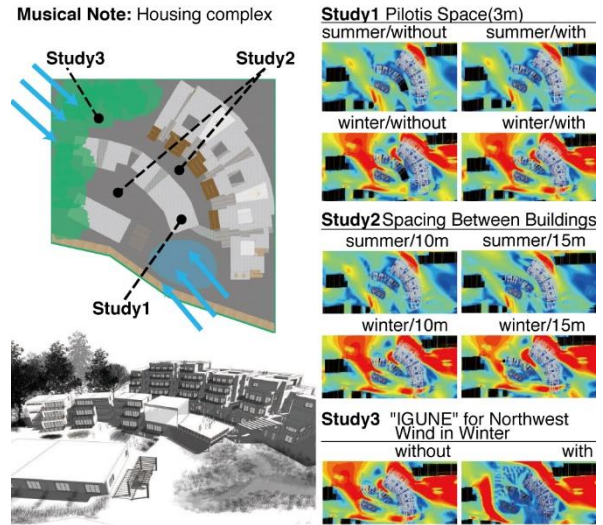 Musical Note: Housing complex
Study3
Study2
Study1
Study1 Pilotis Space(3m)
summer/without
summer/with
winter/without
winter/with
Study2 Spacing Between Buildings
summer/10m
summer/15m
winter/10m
winter/15m
Study3 "IGUNE" for Northwest
Wind in Winter
without
with